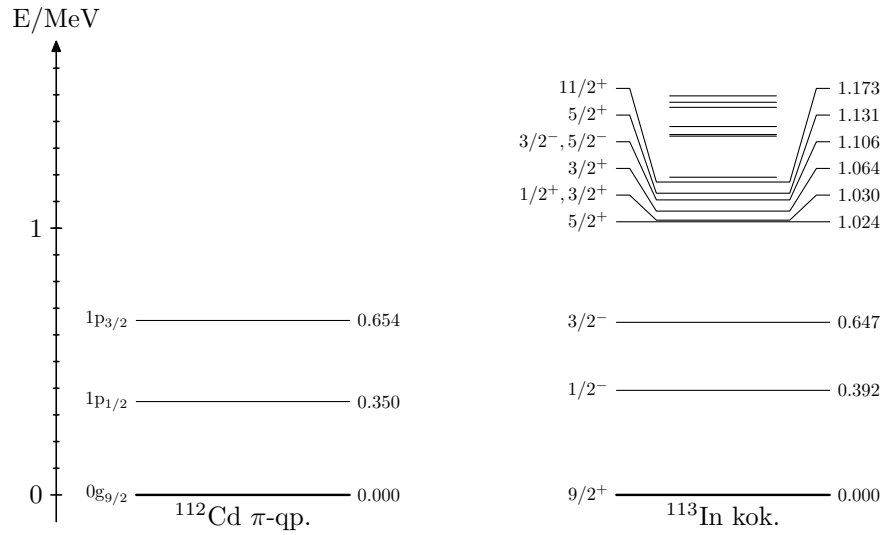 E/MeV
1
0
1p3/2 0.654
1p1/2 0.350
0g9/2 0.000
112Cd π-qp.
11/2+ 1.173
5/2+ 1.131
3/2−, 5/2− 1.106
3/2+ 1.064
1/2+, 3/2+ 1.030
5/2+ 1.024
3/2− 0.647
1/2− 0.392
9/2+ 0.000
113In kok.